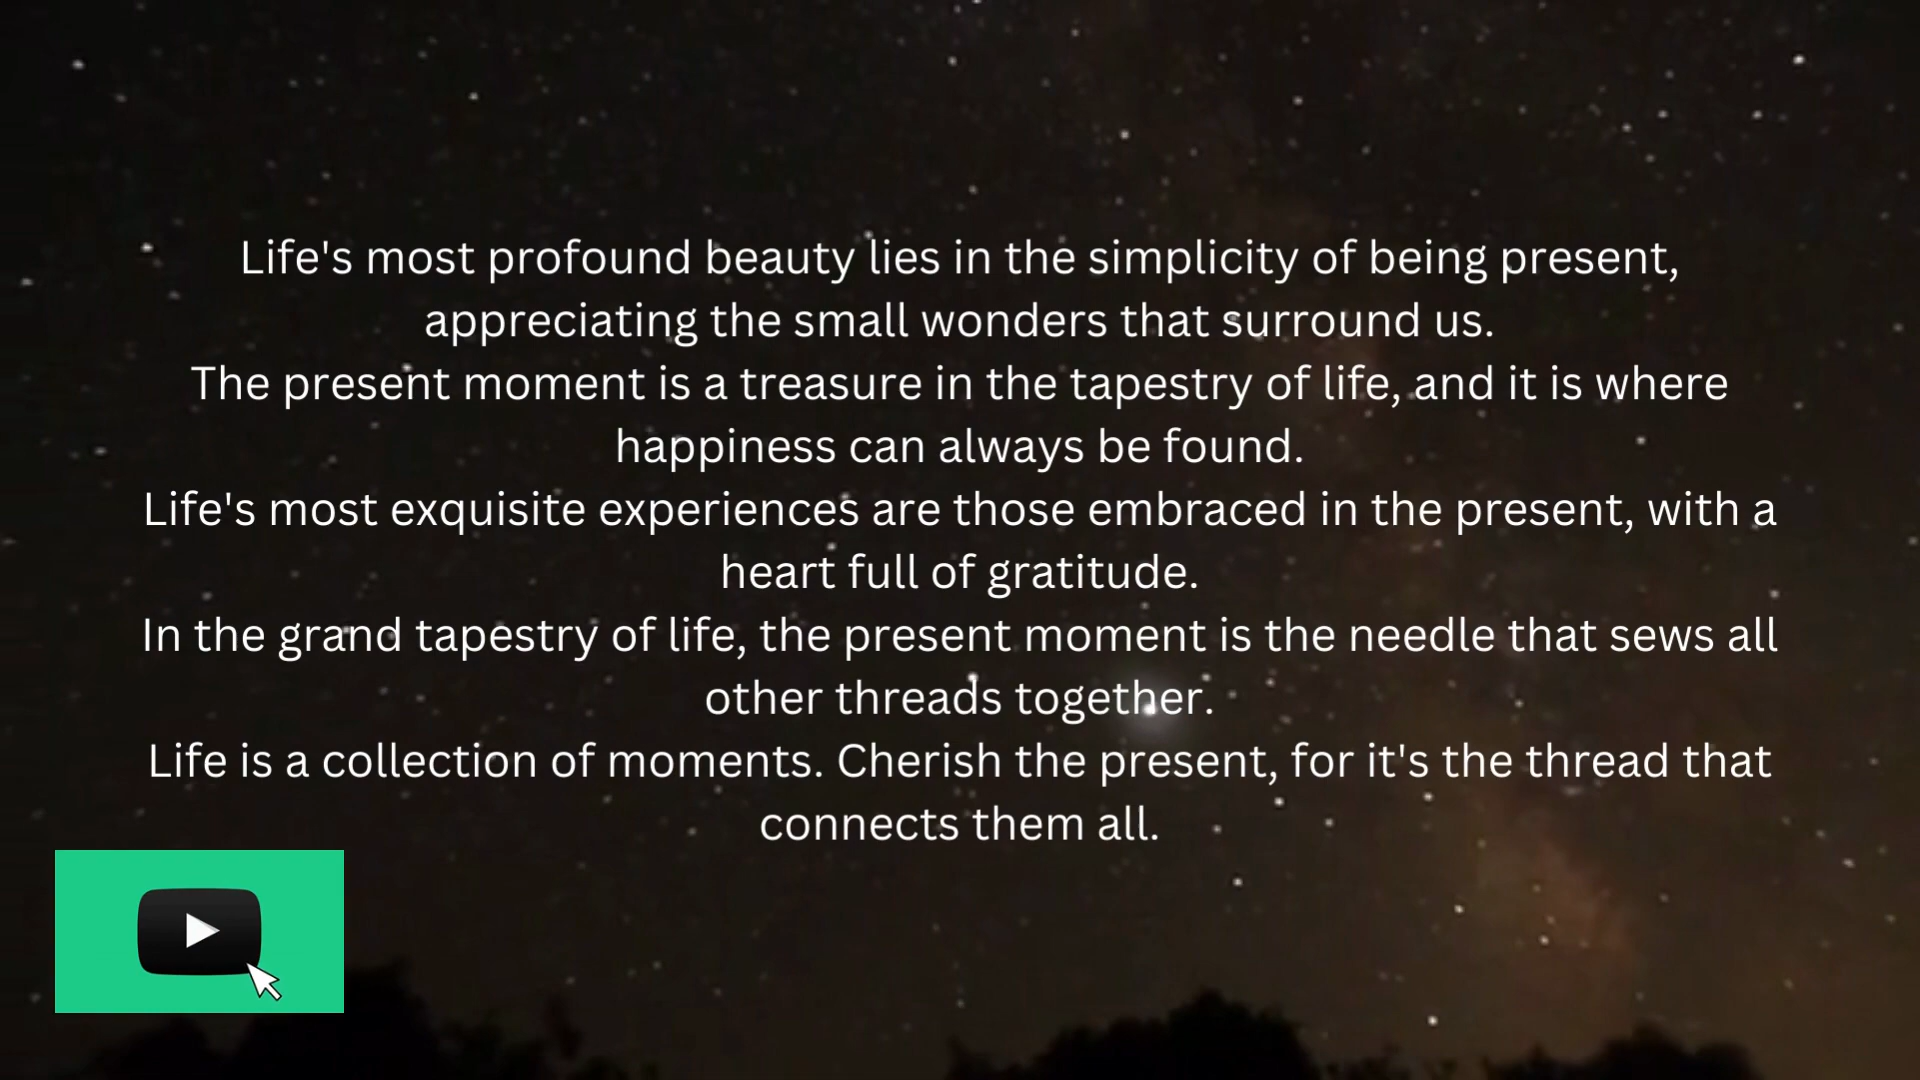 Life's most profound beauty lies in the simplicity of being present,
appreciating the small wonders that surround us.
The present moment is a treasure in the tapestry of life, and it is where
happiness can always be found.
Life's most exquisite experiences are those embraced in the present, with a
heart full of gratitude.
In the grand tapestry of life, the present moment is the needle that sews all
other threads together.
Life is a collection of moments. Cherish the present, for it's the thread that
connects them all.